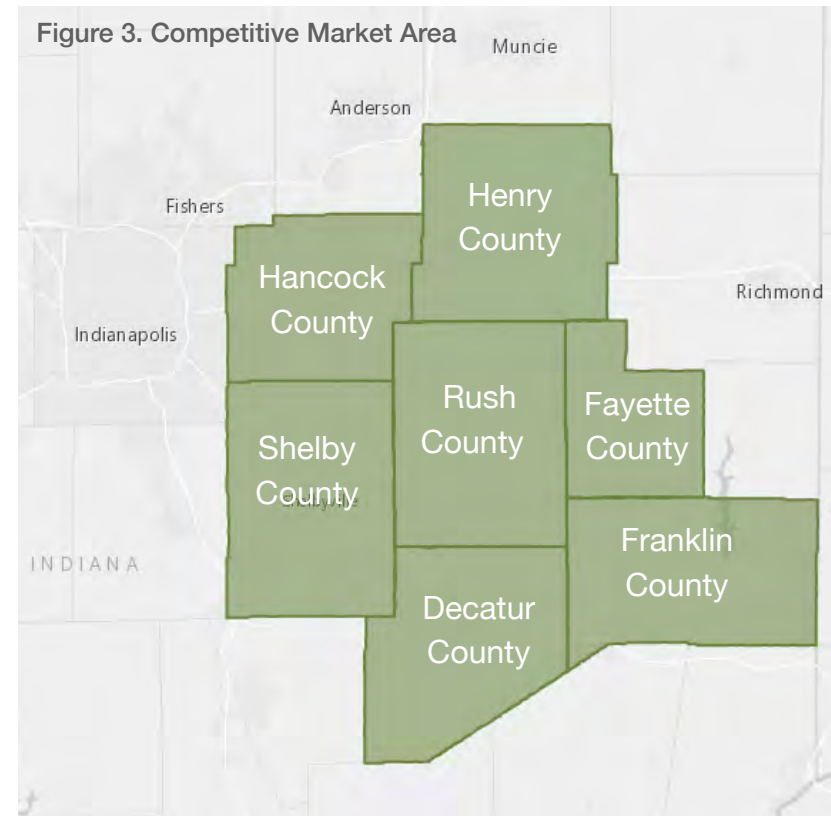 Figure 3. Competitive Market Area
Muncie
Anderson
Henry
County
Fishers
Hancock
County
Richmond
Indianapolis
Rush
County
Fayette
County
Shelby
County
Shelbyville
INDIANA
Franklin
County
Decatur
County